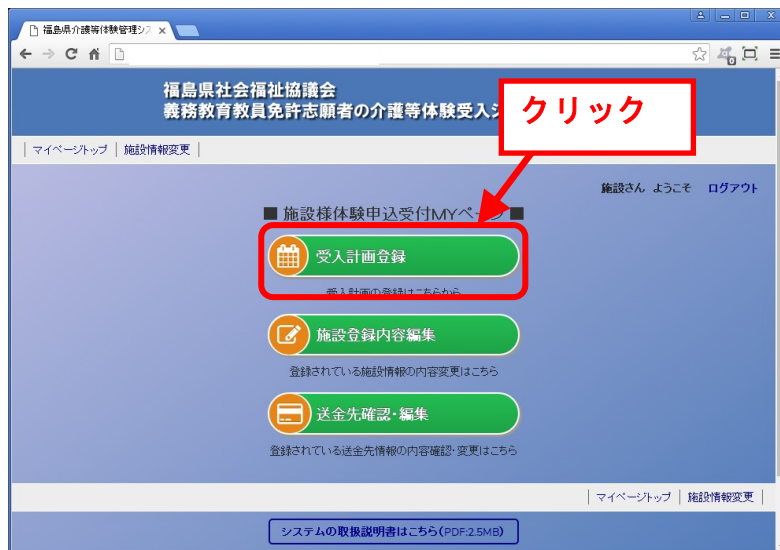 福島県介護等体験管理シス
福島県社会福祉協議会
義務教育教員免許志願者の介護等体験受入シ
クリック
マイページトップ | 施設情報変更 |
施設さん ようこそ ログアウト
■ 施設様体験申込受付MYペ ■
受入計画登録
受入計画の登録はこちらから
施設登録内容編集
登録されている施設情報の内容変更はこちら
送金先確認・編集
登録されている送金先情報の内容確認・変更はこちら
| マイページトップ | 施設情報変更 |
システムの取扱説明書はこちら(PDF:2.5MB)